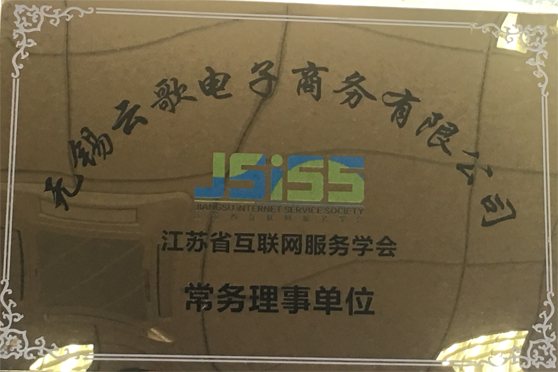 无锡云歌电子商务有限公司
JSiSS
JIANGSU INTERNET SERVICE SOCIETY
江苏省互联网服务学会
常务理事单位